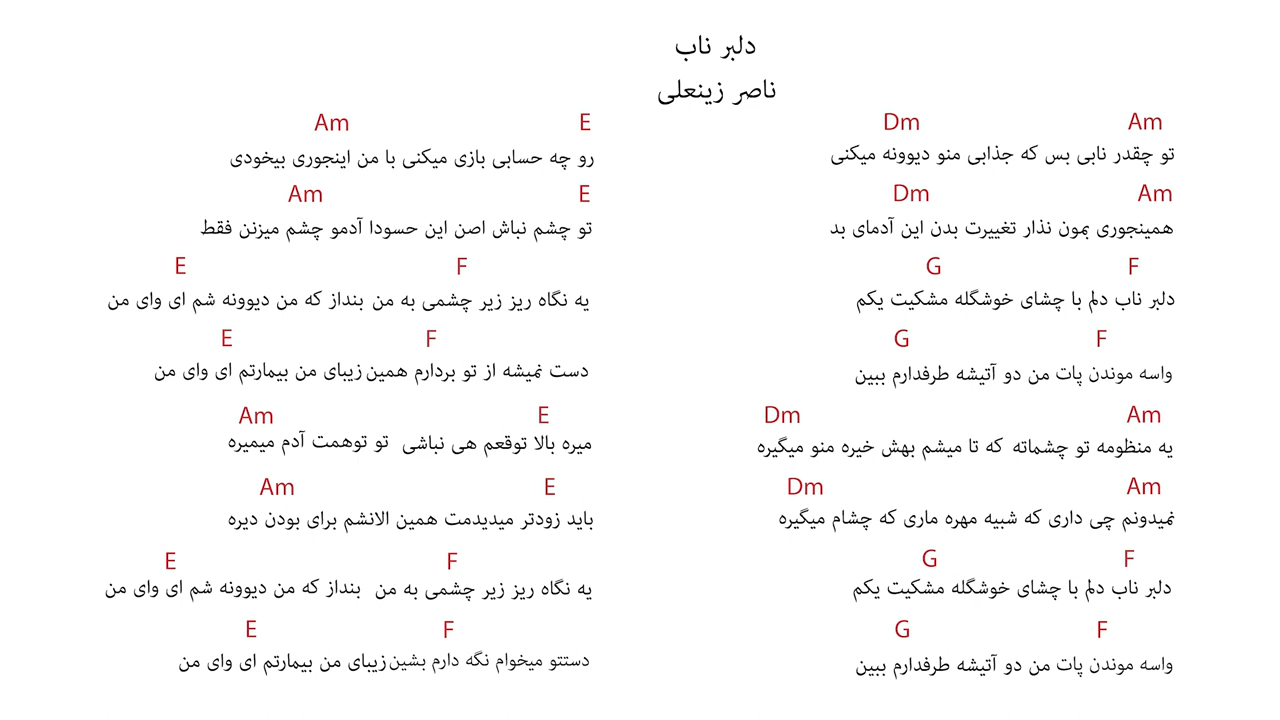 دلبر ناب
ناصر زینعلی
Am Dm
تو چقدر نابی بس که جذابی منو دیوونه میکنی
E Am
رو چه حسابی بازی میکنی با من اینجوری بیخودی
Am Dm
همینجوری بمون نذار تغییرت بدن این آدمای بد
E Am
تو چشم نباش اصن این حسودا آدمو چشم میزنن فقط
F G
دلبر ناب دلم با چشای خوشگله مشکیت یکم
F E
یه نگاه ریز زیر چشمی به من بنداز که من دیوونه شم ای وای من
F G
واسه موندن پات من دو آتیشه طرفدارم ببین
F E
دست نمیشه از تو بردارم همین زیبای من بیمارتم ای وای من
Am Dm
یه منظومه تو چشماته که تا میشم بهش خیره منو میگیره
E Am
میره بالا توقعم هی نباشی تو توهمت آدم میمیره
Am Dm
نمیدونم چی داری که شبیه مهره ماری که چشام میگیره
E Am
باید زودتر میدیدمت همین الانشم برای بودن دیره
F G
دلبر ناب دلم با چشای خوشگله مشکیت یکم
F E
یه نگاه ریز زیر چشمی به من بنداز که من دیوونه شم ای وای من
F G
واسه موندن پات من دو آتیشه طرفدارم ببین
F E
دستتو میخوام نگه دارم بشین زیبای من بیمارتم ای وای من